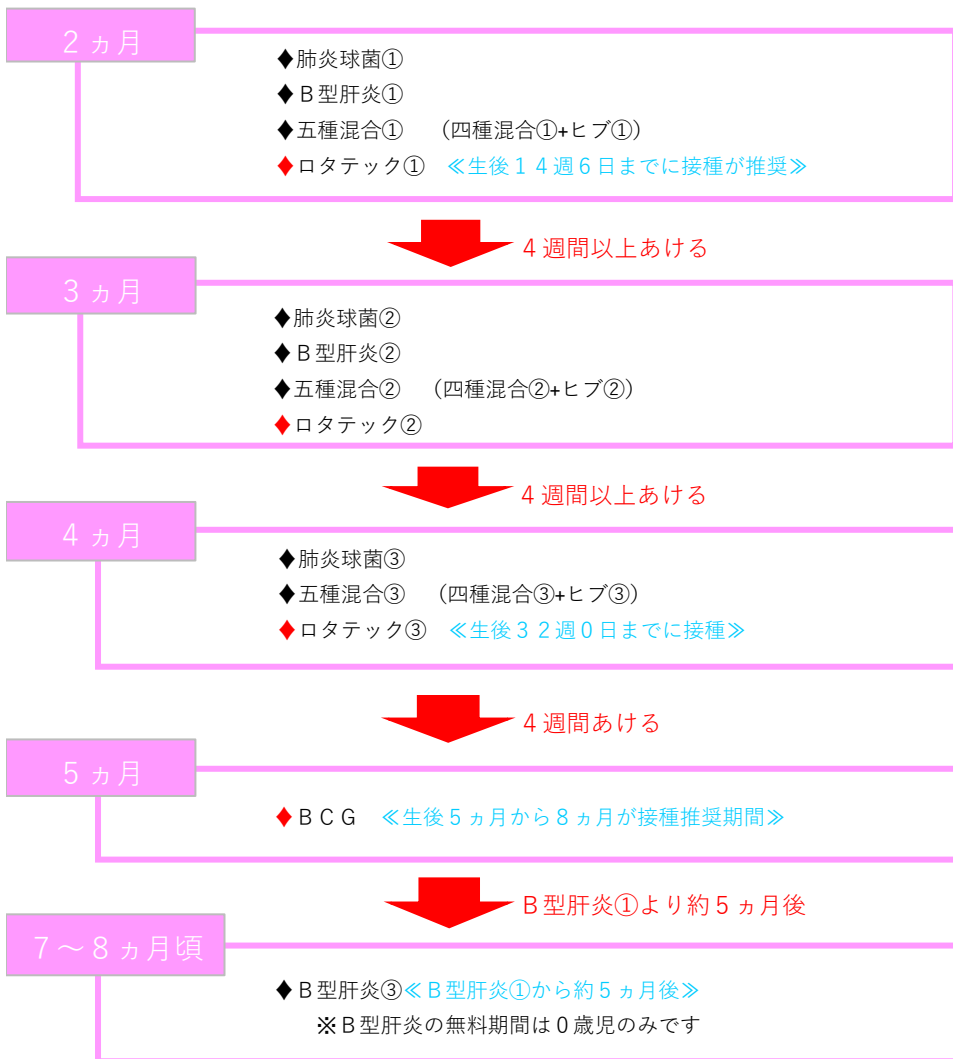 2ヵ月
♦肺炎球菌①
♦B型肝炎①
♦五種混合① (四種混合①+ヒブ①)
♦ロタテック① ≪生後14週6日までに接種が推奨≫
4週間以上あける
3ヵ月
♦肺炎球菌②
♦B型肝炎②
♦五種混合② (四種混合②+ヒブ②)
♦ロタテック②
4週間以上あける
4ヵ月
♦肺炎球菌③
♦五種混合③ (四種混合③+ヒブ③)
♦ロタテック③ ≪生後32週0日までに接種≫
4週間あける
5ヵ月
♦BCG ≪生後5ヵ月から8ヵ月が接種推奨期間≫
B型肝炎①より約5ヵ月後
7〜8ヵ月頃
♦B型肝炎③≪B型肝炎①から約5ヵ月後≫
※B型肝炎の無料期間は0歳児のみです